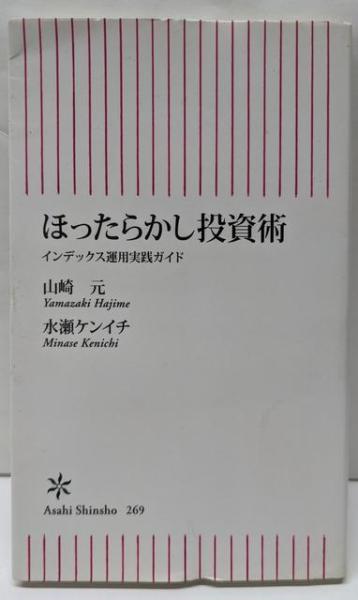 ほったらかし投資術
インデックス運用実践ガイド
山崎 元
Yamazaki Hajime
水瀬ケンイチ
Minase Kenichi
Asahi Shinsho 269